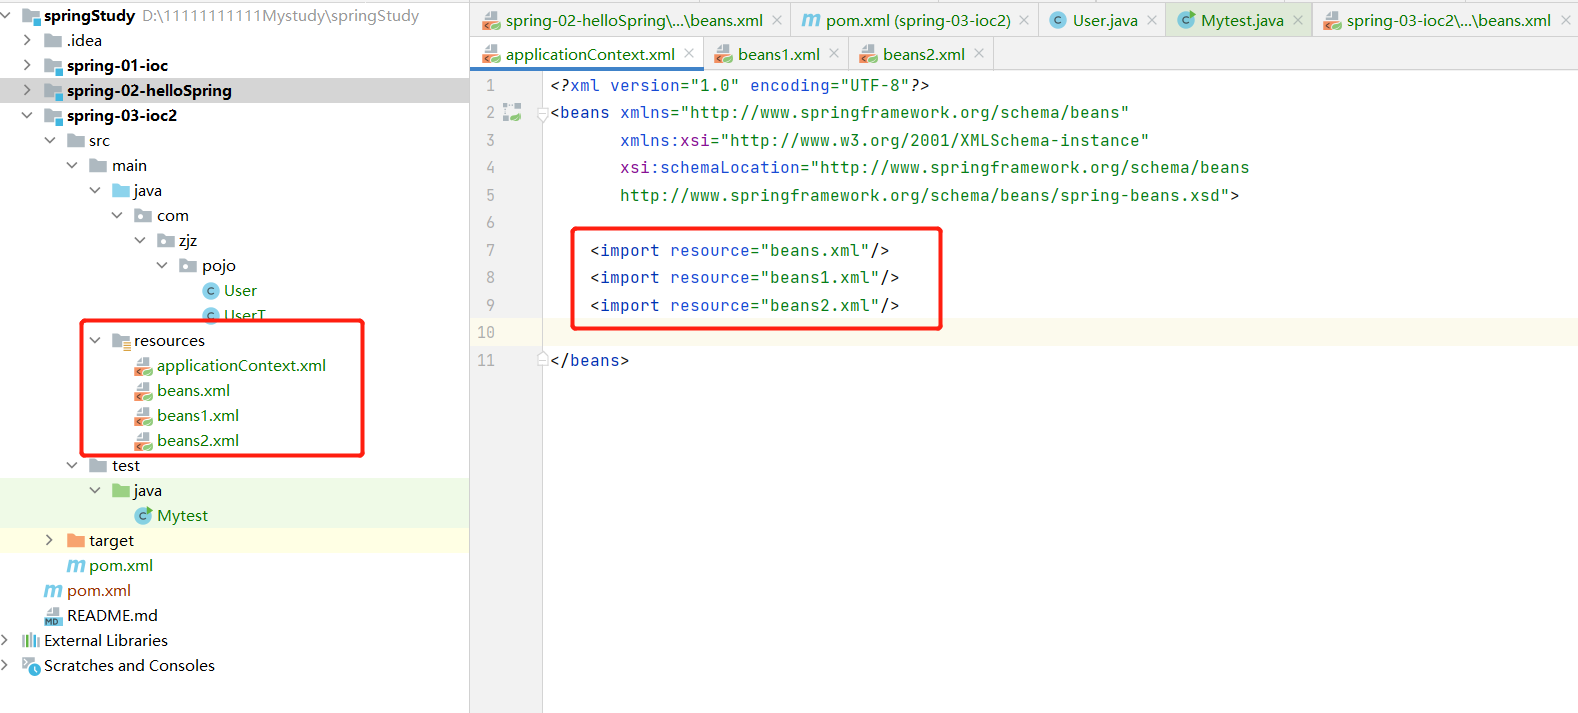 springStudy D:\11111111111Mystudy\springStudy
.idea
spring-01-ioc
spring-02-helloSpring
spring-03-ioc2
src
main
java
com
zjz
pojo
User
UserT
resources
applicationContext.xml
beans.xml
beans1.xml
beans2.xml
test
java
Mytest
target
pom.xml
pom.xml
README.md
External Libraries
Scratches and Consoles
spring-02-helloSpring\...\beans.xml
pom.xml (spring-03-ioc2)
User.java
Mytest.java
spring-03-ioc2\...\beans.xml
applicationContext.xml
beans1.xml
beans2.xml
1 <?xml version="1.0" encoding="UTF-8"?>
2 <beans xmlns="http://www.springframework.org/schema/beans"
3 xmlns:xsi="http://www.w3.org/2001/XMLSchema-instance"
4 xsi:schemaLocation="http://www.springframework.org/schema/beans
5 http://www.springframework.org/schema/beans/spring-beans.xsd">
6
7 <import resource="beans.xml"/>
8 <import resource="beans1.xml"/>
9 <import resource="beans2.xml"/>
10
11 </beans>